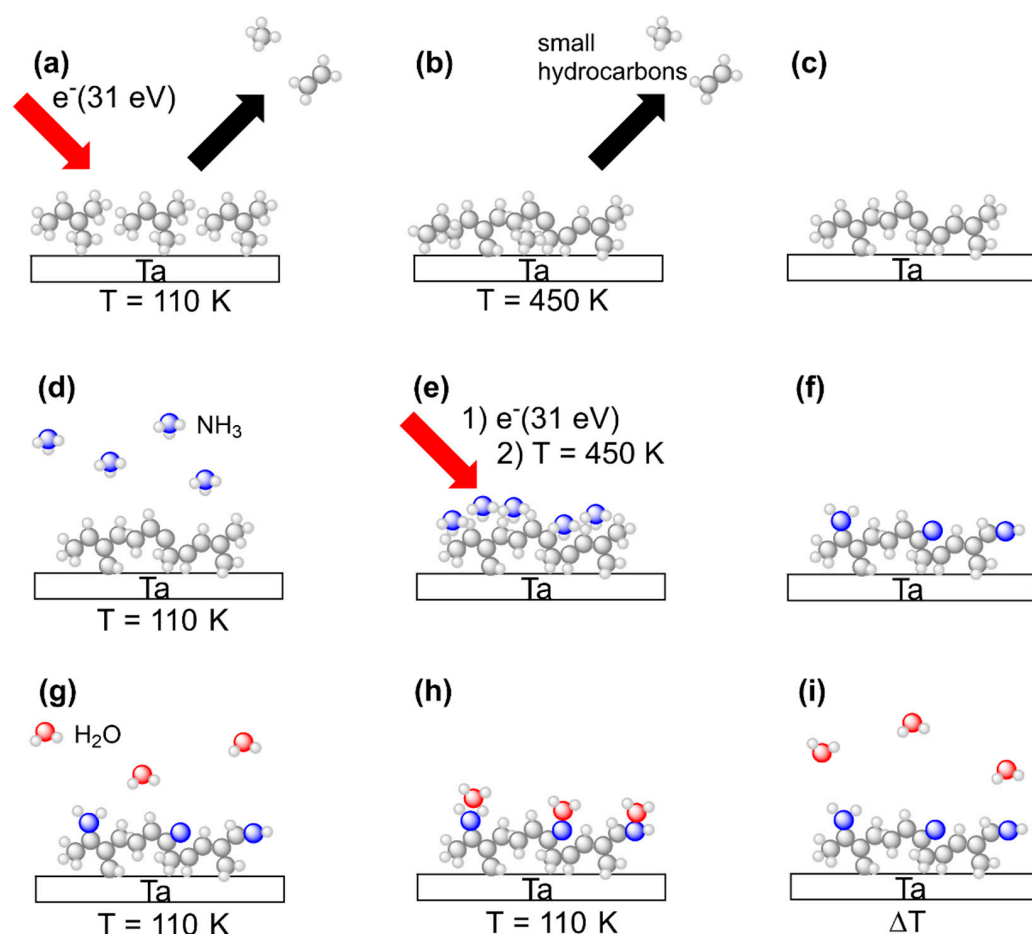 (a)
e⁻(31 eV)
Ta
T = 110 K
(b)
small
hydrocarbons
Ta
T = 450 K
(c)
Ta
(d)
NH₃
Ta
T = 110 K
(e)
1) e⁻(31 eV)
2) T = 450 K
Ta
(f)
Ta
(g)
H₂O
Ta
T = 110 K
(h)
Ta
T = 110 K
(i)
Ta
ΔT